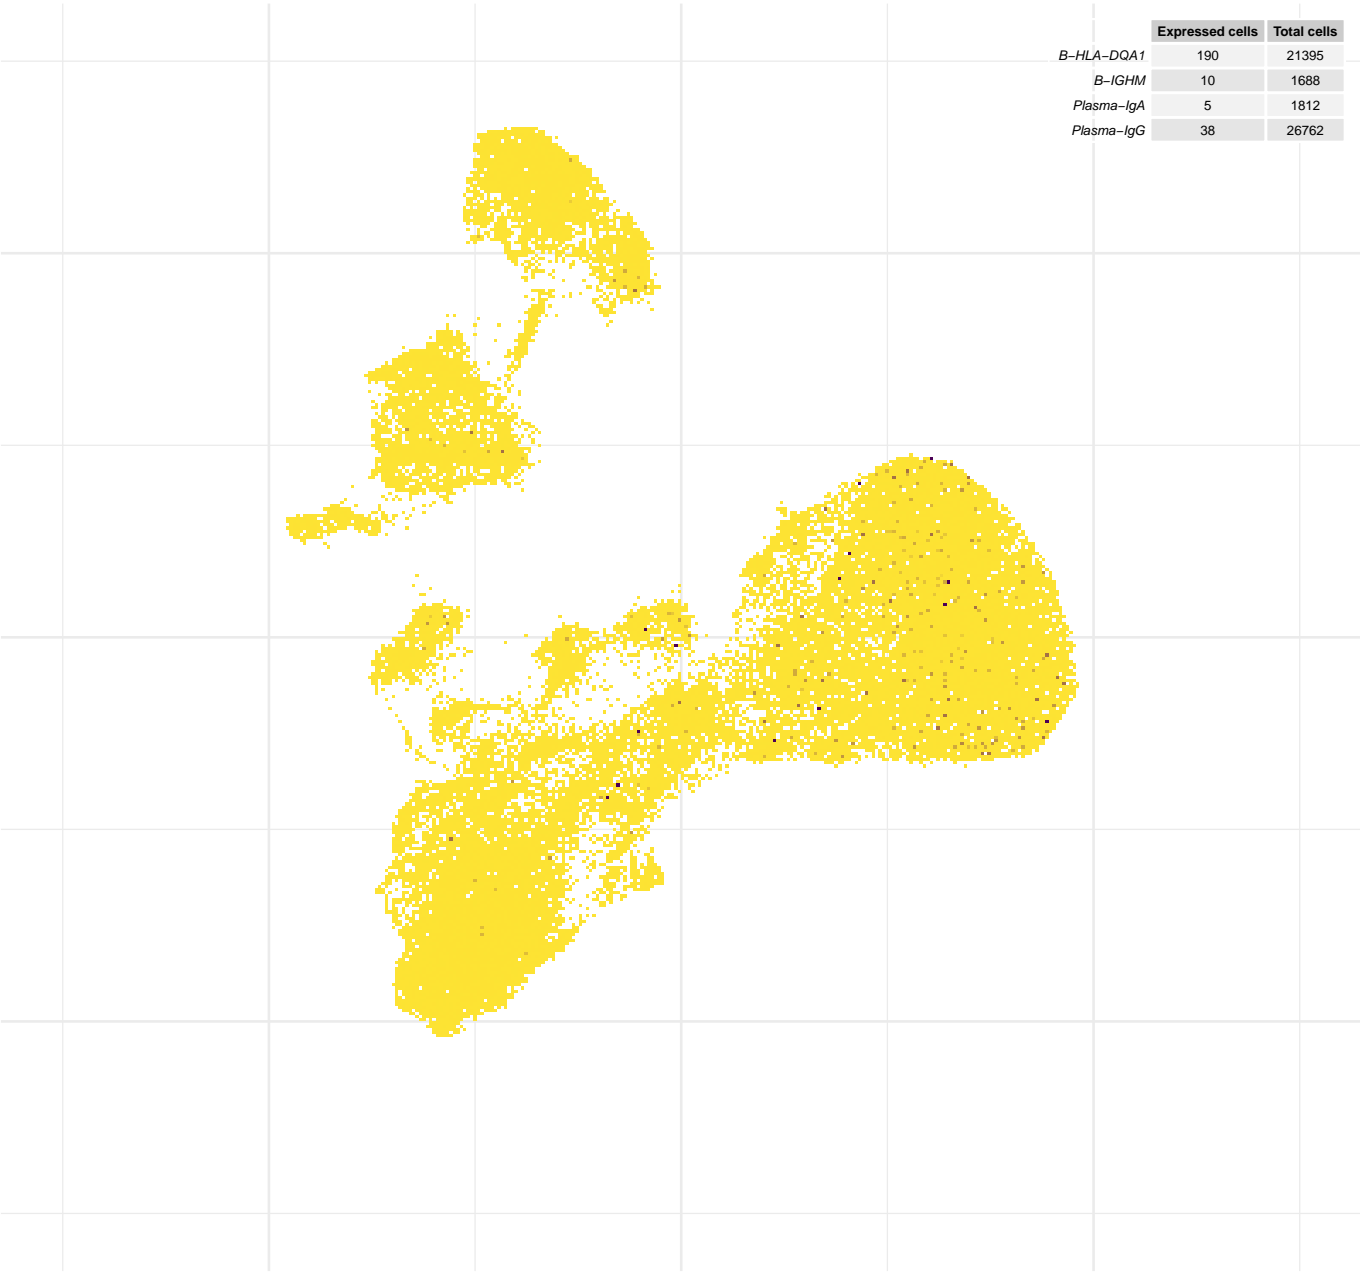 Expressed cells Total cells
B−HLA−DQA1 190 21395
B−IGHM 10 1688
Plasma−IgA 5 1812
Plasma−IgG 38 26762